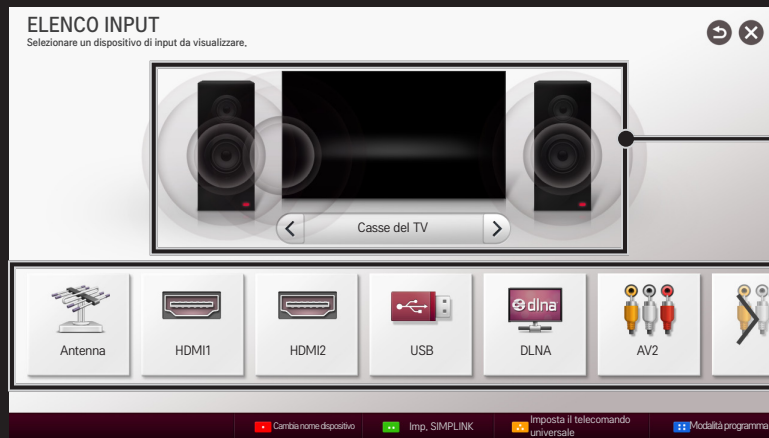 ELENCO INPUT
Selezionare un dispositivo di input da visualizzare.
Casse del TV
dlna
Antenna
HDMI1
HDMI2
USB
DLNA
AV2
Cambia nome dispositivo
Imp. SIMPLINK
Imposta il telecomando
universale
Modalità programma